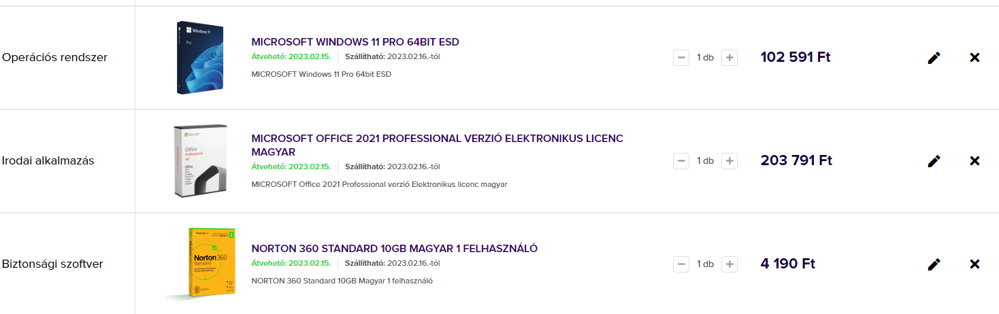 Operációs rendszer
Windows 11
Pro
MICROSOFT WINDOWS 11 PRO 64BIT ESD
Átvehető: 2023.02.15. Szállítható: 2023.02.16.-tól
MICROSOFT Windows 11 Pro 64bit ESD
1 db
102 591 Ft
Irodai alkalmazás
Microsoft
Office
Professional
2021
Office
MICROSOFT OFFICE 2021 PROFESSIONAL VERZIÓ ELEKTRONIKUS LICENC
MAGYAR
Átvehető: 2023.02.15. Szállítható: 2023.02.16.-tól
MICROSOFT Office 2021 Professional verzió Elektronikus licenc magyar
1 db
203 791 Ft
Biztonsági szoftver
Norton 360
Standard
NORTON 360 STANDARD 10GB MAGYAR 1 FELHASZNÁLÓ
Átvehető: 2023.02.15. Szállítható: 2023.02.16.-tól
NORTON 360 Standard 10GB Magyar 1 felhasználó
1 db
4 190 Ft